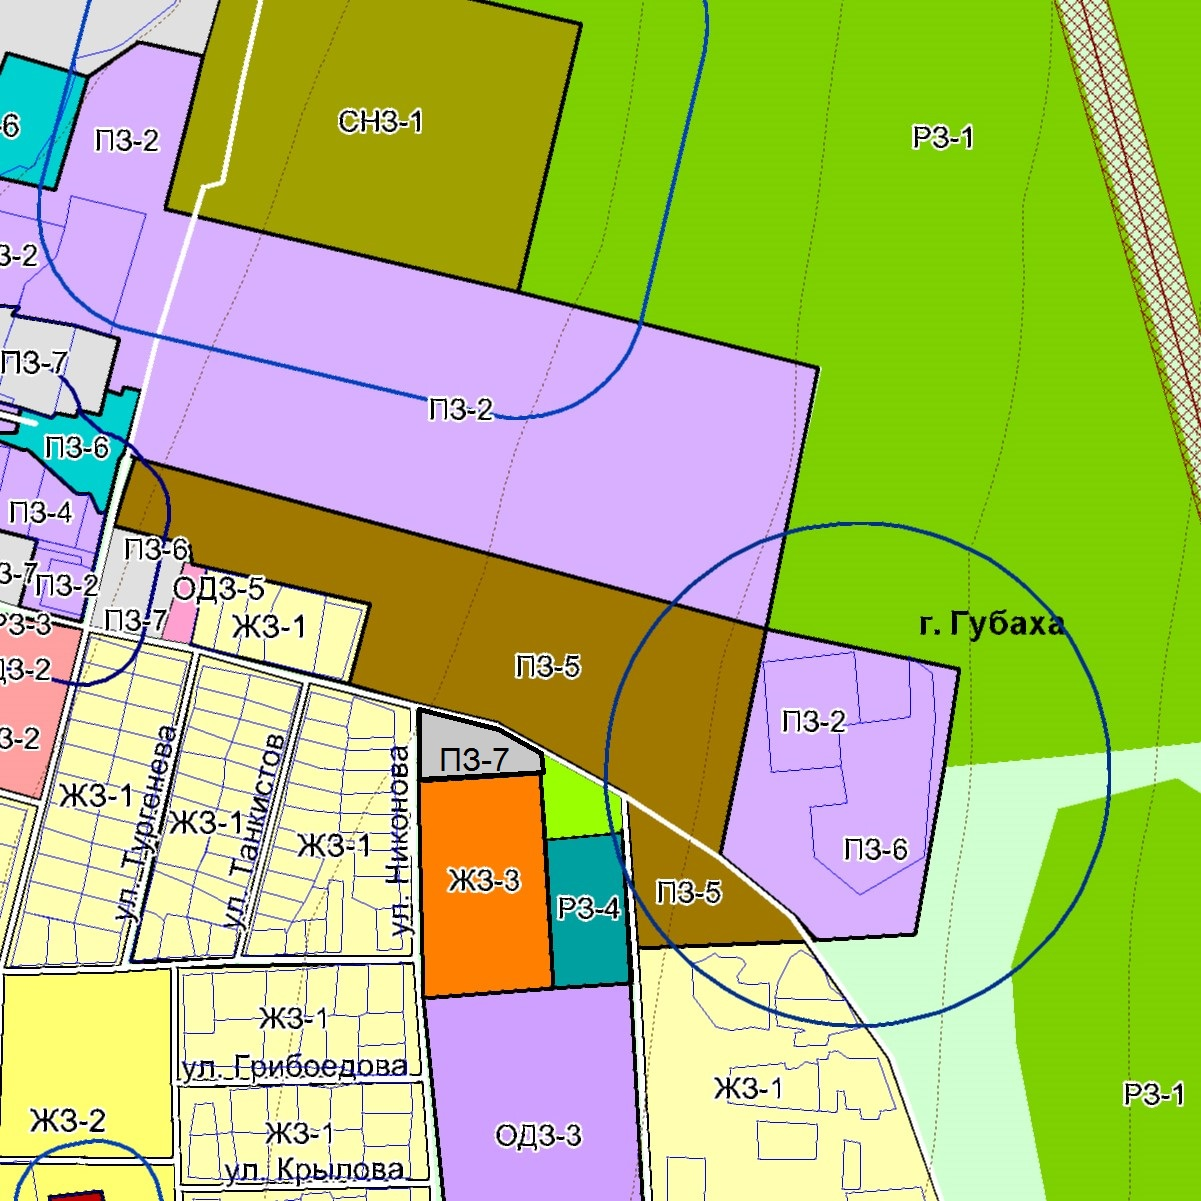 СНЗ-1
-6
ПЗ-2
РЗ-1
З-2
ПЗ-7
ПЗ-2
ПЗ-6
ПЗ-4
ПЗ-6
З-7
ПЗ-2
ОДЗ-5
ПЗ-7
РЗ-3
ЖЗ-1
г. Губаха
ДЗ-2
ПЗ-5
З-2
ПЗ-2
ПЗ-7
ЖЗ-1
ул. Тургенева
ЖЗ-1
ул. Танкистов
ЖЗ-1
ул. Никонова
ПЗ-6
ЖЗ-3
ПЗ-5
РЗ-4
ЖЗ-1
ул. Грибоедова
ЖЗ-1
РЗ-1
ЖЗ-2
ЖЗ-1
ОДЗ-3
ул. Крылова